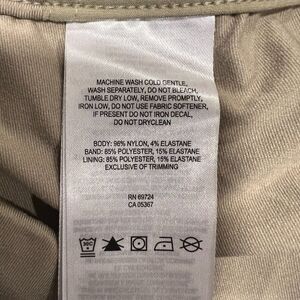 MACHINE WASH COLD GENTLE,
WASH SEPARATELY, DO NOT BLEACH,
TUMBLE DRY LOW, REMOVE PROMPTLY,
IRON LOW, DO NOT USE FABRIC SOFTENER,
IF PRESENT DO NOT IRON DECAL,
DO NOT DRYCLEAN
BODY: 96% NYLON, 4% ELASTANE
BAND: 85% POLYESTER, 15% ELASTANE
LINING: 85% POLYESTER, 15% ELASTANE
EXCLUSIVE OF TRIMMING
RN 69724
CA 05367